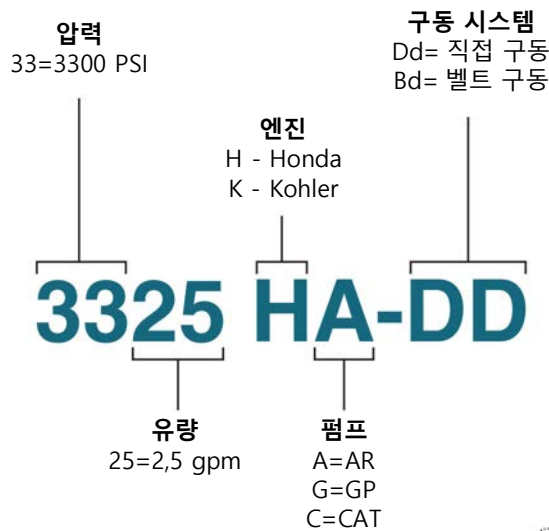 압력
33=3300 PSI
구동 시스템
Dd= 직접 구동
Bd= 벨트 구동
엔진
H - Honda
K - Kohler
3325 HA-DD
유량
25=2,5 gpm
펌프
A=AR
G=GP
C=CAT